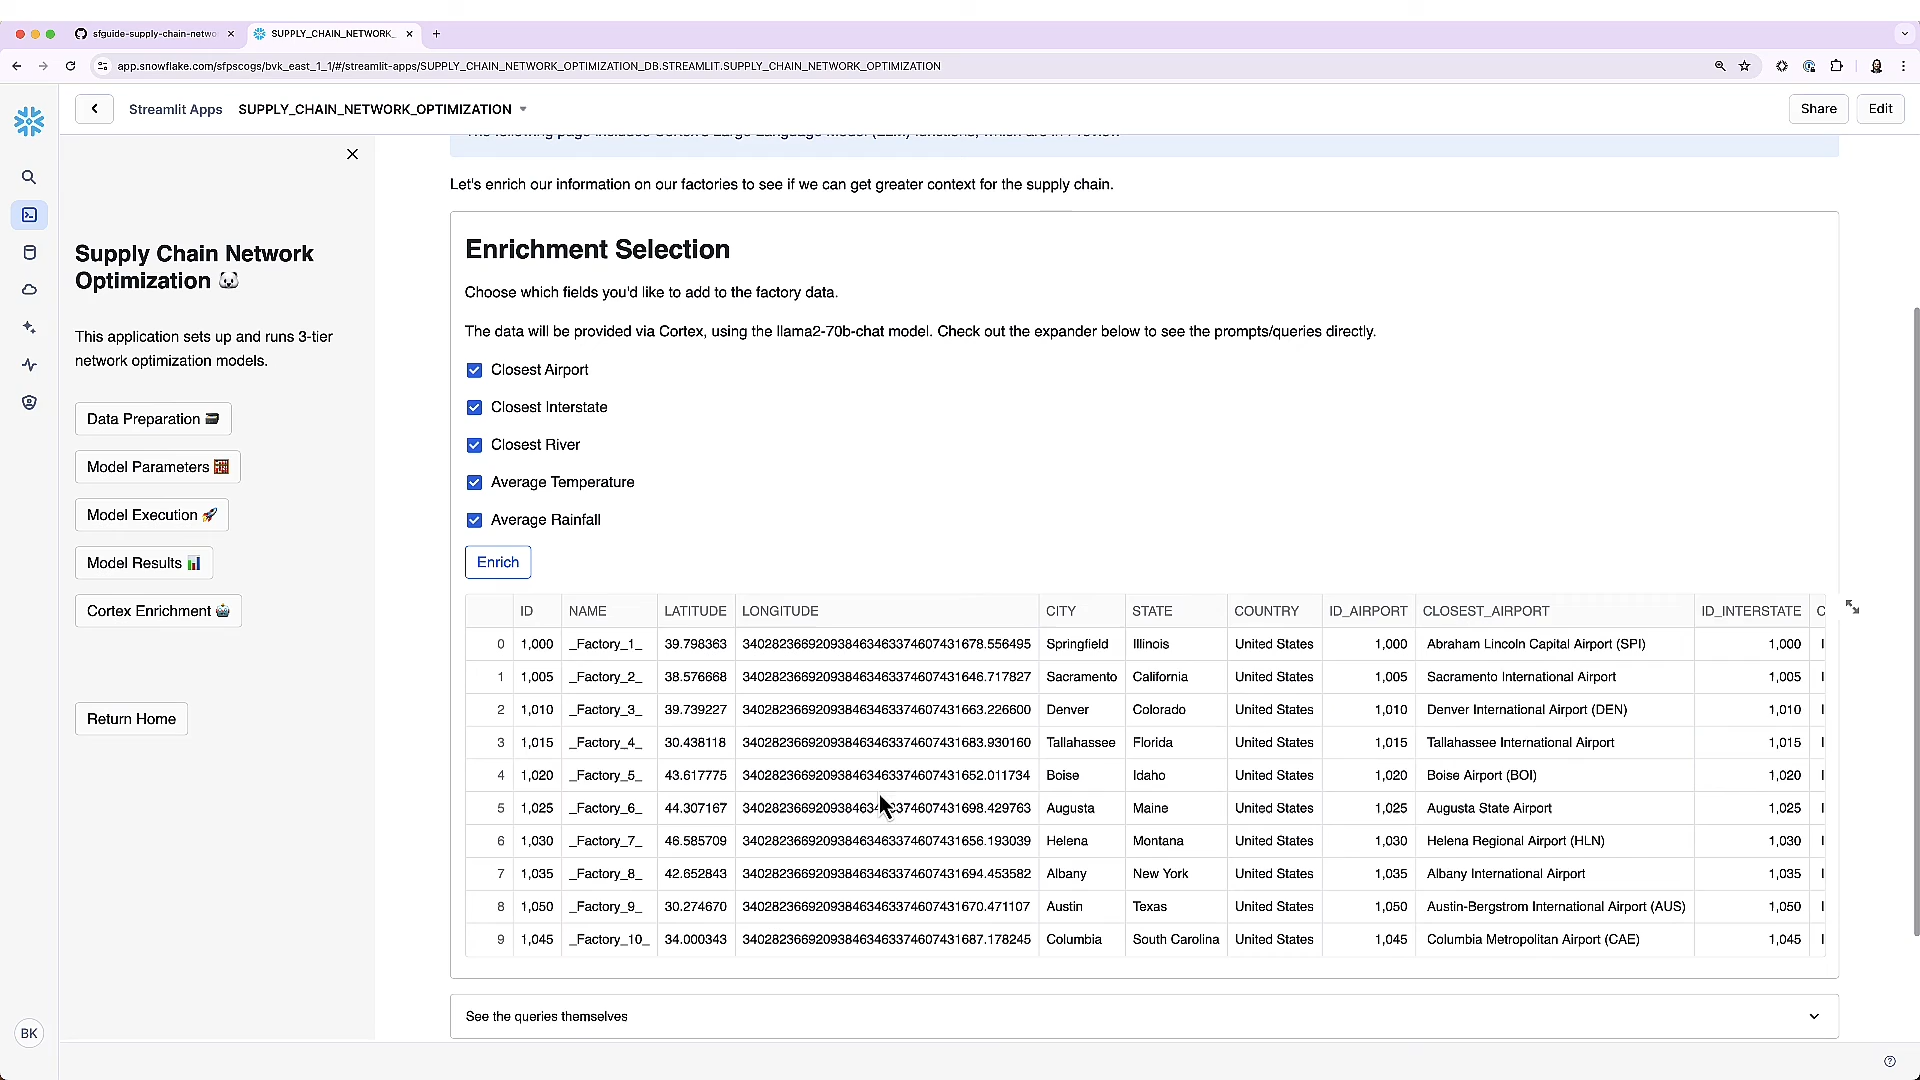 sfguide-supply-chain-netwo
SUPPLY_CHAIN_NETWORK_
app.snowflake.com/sfpscogs/bvk_east_1_1/#/streamlit-apps/SUPPLY_CHAIN_NETWORK_OPTIMIZATION_DB.STREAMLIT.SUPPLY_CHAIN_NETWORK_OPTIMIZATION
Streamlit Apps SUPPLY_CHAIN_NETWORK_OPTIMIZATION
Share Edit
Supply Chain Network
Optimization
This application sets up and runs 3-tier
network optimization models.
Data Preparation
Model Parameters
Model Execution
Model Results
Cortex Enrichment
Return Home
BK
The following page includes Cortex's Large Language Model (LLM) functions, which are in Preview
Let's enrich our information on our factories to see if we can get greater context for the supply chain.
Enrichment Selection
Choose which fields you'd like to add to the factory data.
The data will be provided via Cortex, using the llama2-70b-chat model. Check out the expander below to see the prompts/queries directly.
Closest Airport
Closest Interstate
Closest River
Average Temperature
Average Rainfall
Enrich
ID NAME LATITUDE LONGITUDE CITY STATE COUNTRY ID_AIRPORT CLOSEST_AIRPORT ID_INTERSTATE C
0 1,000 _Factory_1_ 39.798363 340282366920938463463374607431678.556495 Springfield Illinois United States 1,000 Abraham Lincoln Capital Airport (SPI) 1,000 I
1 1,005 _Factory_2_ 38.576668 340282366920938463463374607431646.717827 Sacramento California United States 1,005 Sacramento International Airport 1,005 I
2 1,010 _Factory_3_ 39.739227 340282366920938463463374607431663.226600 Denver Colorado United States 1,010 Denver International Airport (DEN) 1,010 I
3 1,015 _Factory_4_ 30.438118 340282366920938463463374607431683.930160 Tallahassee Florida United States 1,015 Tallahassee International Airport 1,015 I
4 1,020 _Factory_5_ 43.617775 340282366920938463463374607431652.011734 Boise Idaho United States 1,020 Boise Airport (BOI) 1,020 I
5 1,025 _Factory_6_ 44.307167 Augusta Maine United States 1,025 Augusta State Airport 1,025 I
6 1,030 _Factory_7_ 46.585709 340282366920938463463374607431656.193039 Helena Montana United States 1,030 Helena Regional Airport (HLN) 1,030 I
7 1,035 _Factory_8_ 42.652843 340282366920938463463374607431694.453582 Albany New York United States 1,035 Albany International Airport 1,035 I
8 1,050 _Factory_9_ 30.274670 340282366920938463463374607431670.471107 Austin Texas United States 1,050 Austin-Bergstrom International Airport (AUS) 1,050 I
9 1,045 _Factory_10_ 34.000343 340282366920938463463374607431687.178245 Columbia South Carolina United States 1,045 Columbia Metropolitan Airport (CAE) 1,045 I
See the queries themselves